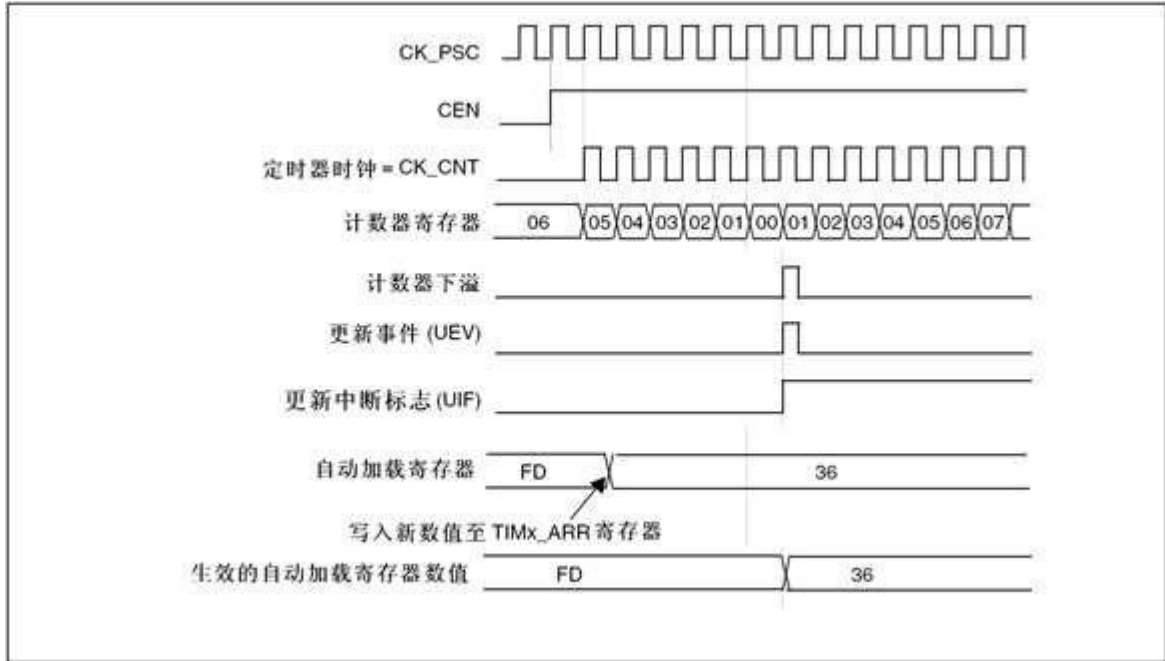 CK_PSC
CEN
定时器时钟 = CK_CNT
计数器寄存器 06 05 04 03 02 01 00 01 02 03 04 05 06 07
计数器下溢
更新事件 (UEV)
更新中断标志 (UIF)
自动加载寄存器 FD 36
写入新数值至 TIMx_ARR 寄存器
生效的自动加载寄存器数值 FD 36